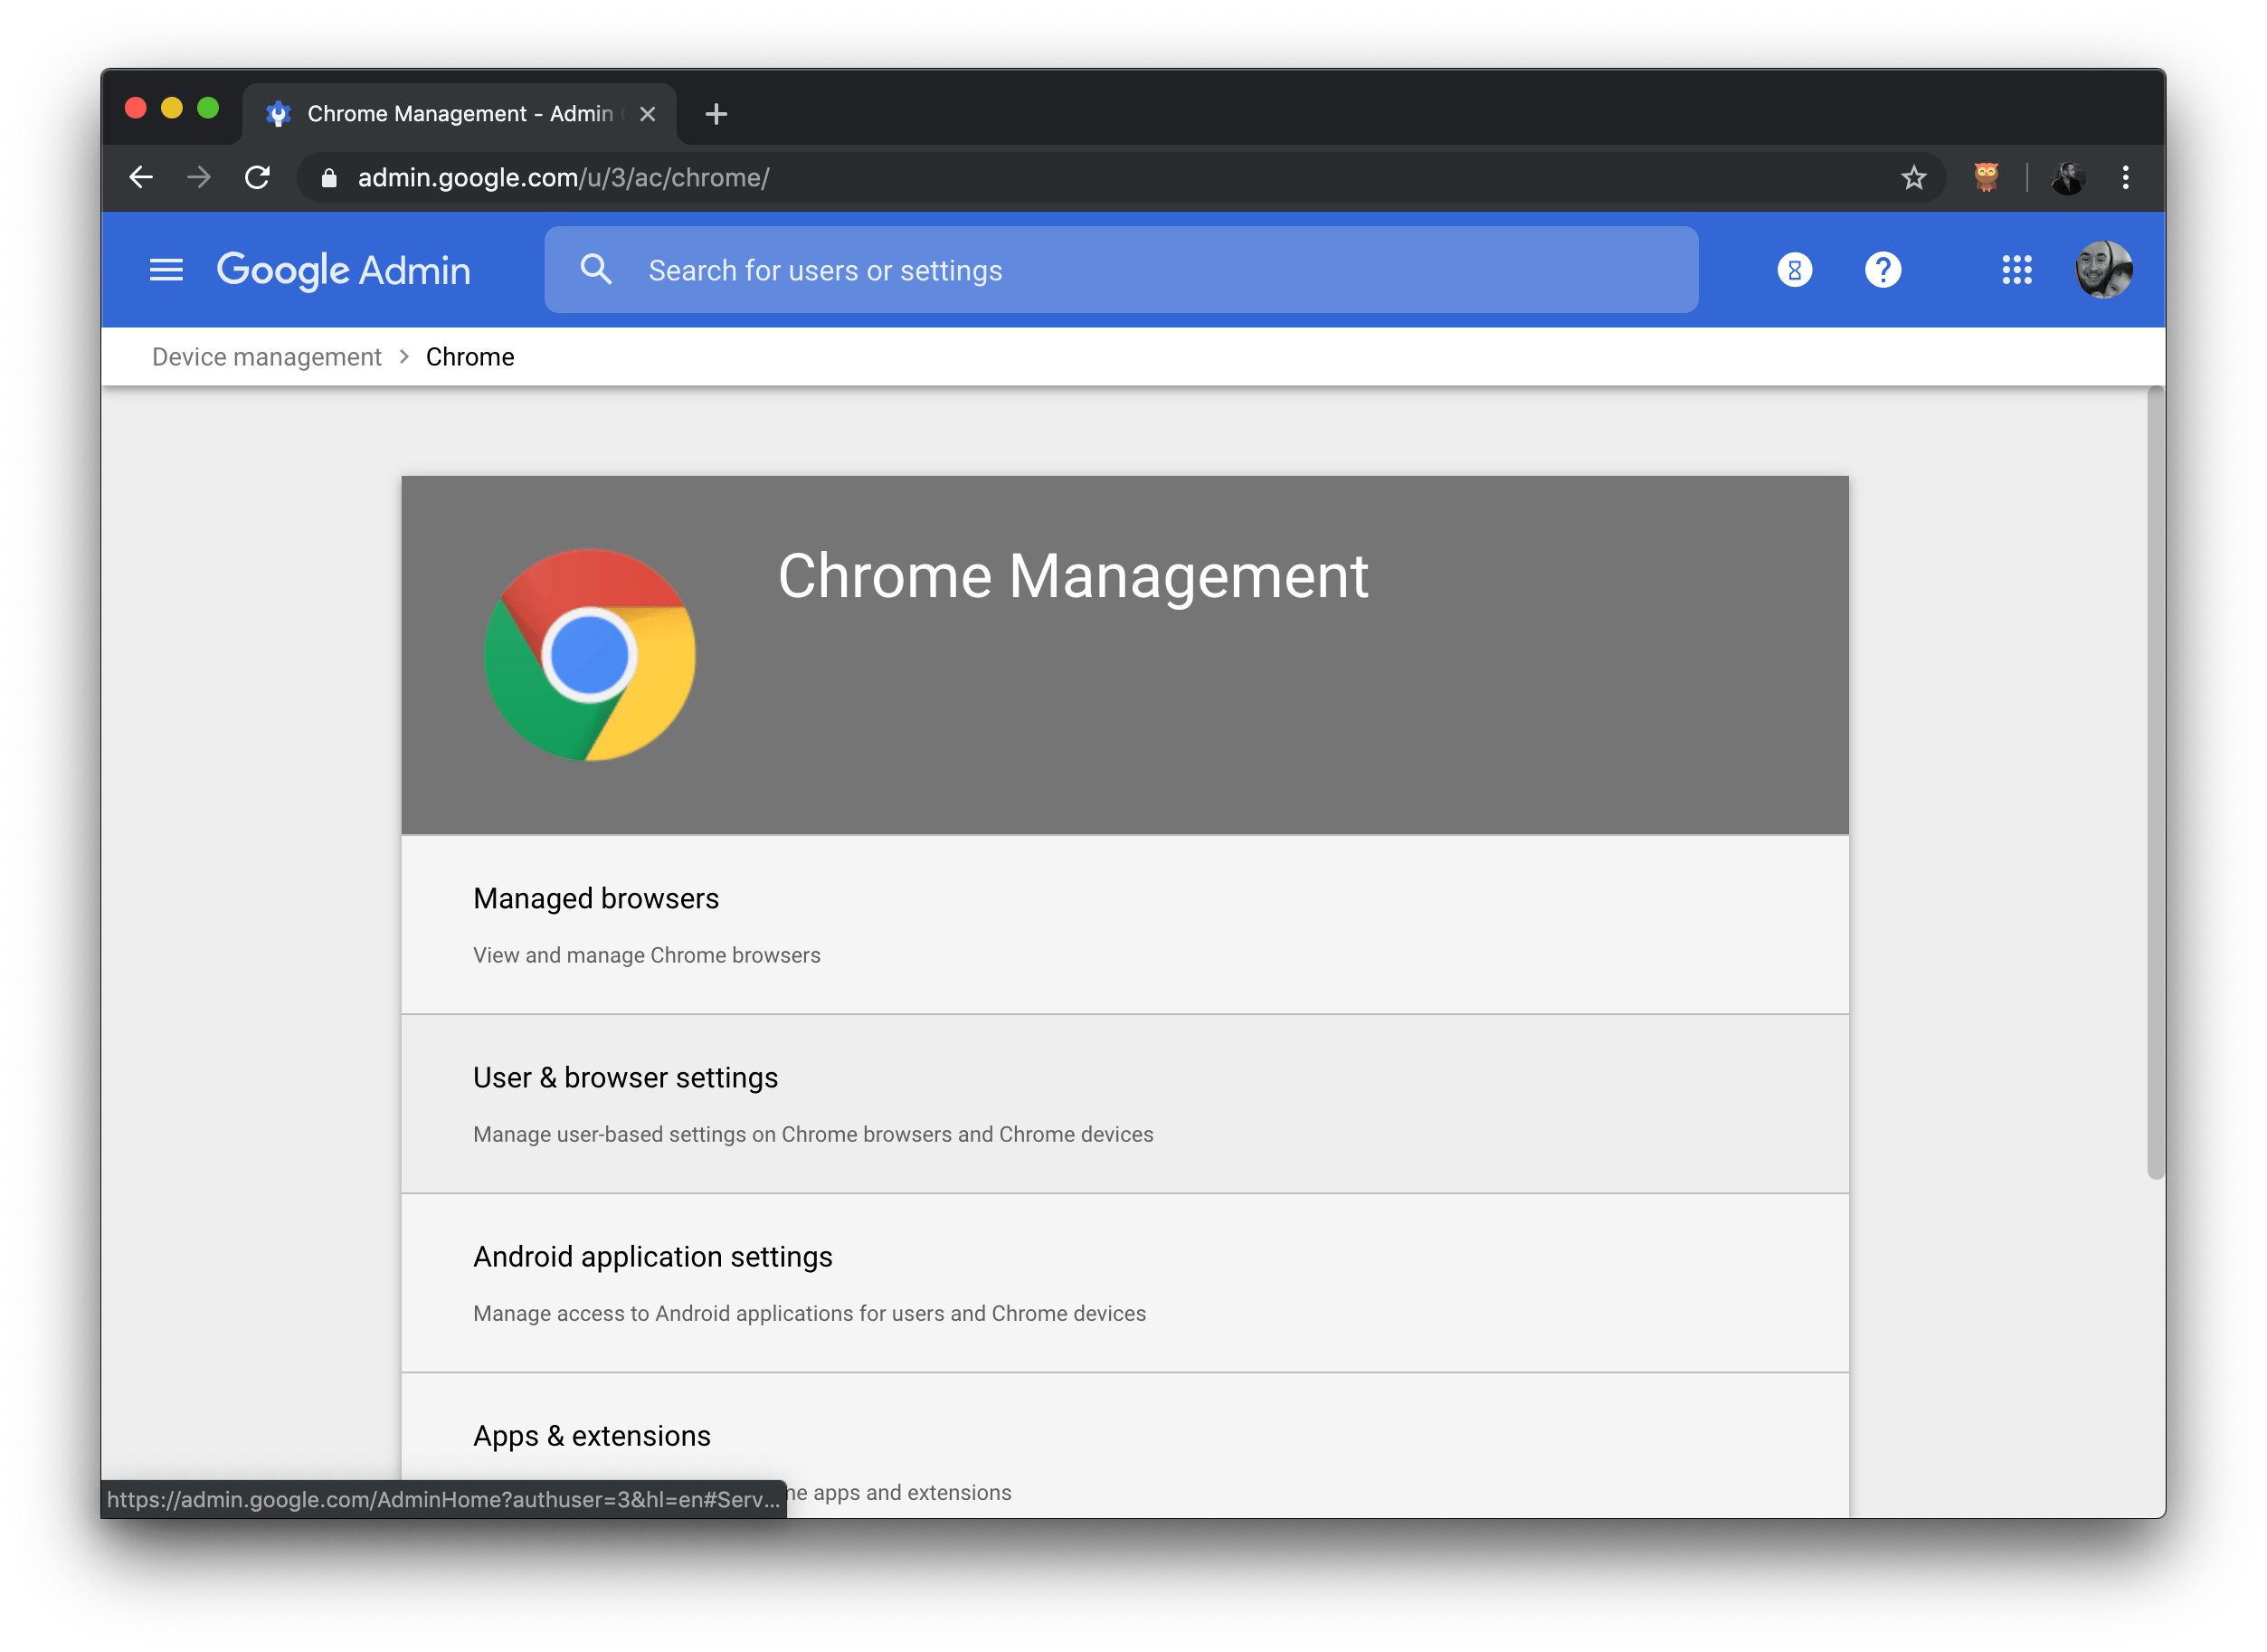 Chrome Management - Admin
admin.google.com/u/3/ac/chrome/
Google Admin
Search for users or settings
?
Device management > Chrome
Chrome Management
Managed browsers
View and manage Chrome browsers
User & browser settings
Manage user-based settings on Chrome browsers and Chrome devices
Android application settings
Manage access to Android applications for users and Chrome devices
Apps & extensions
apps and extensions
https://admin.google.com/AdminHome?authuser=3&hl=en#Serv...